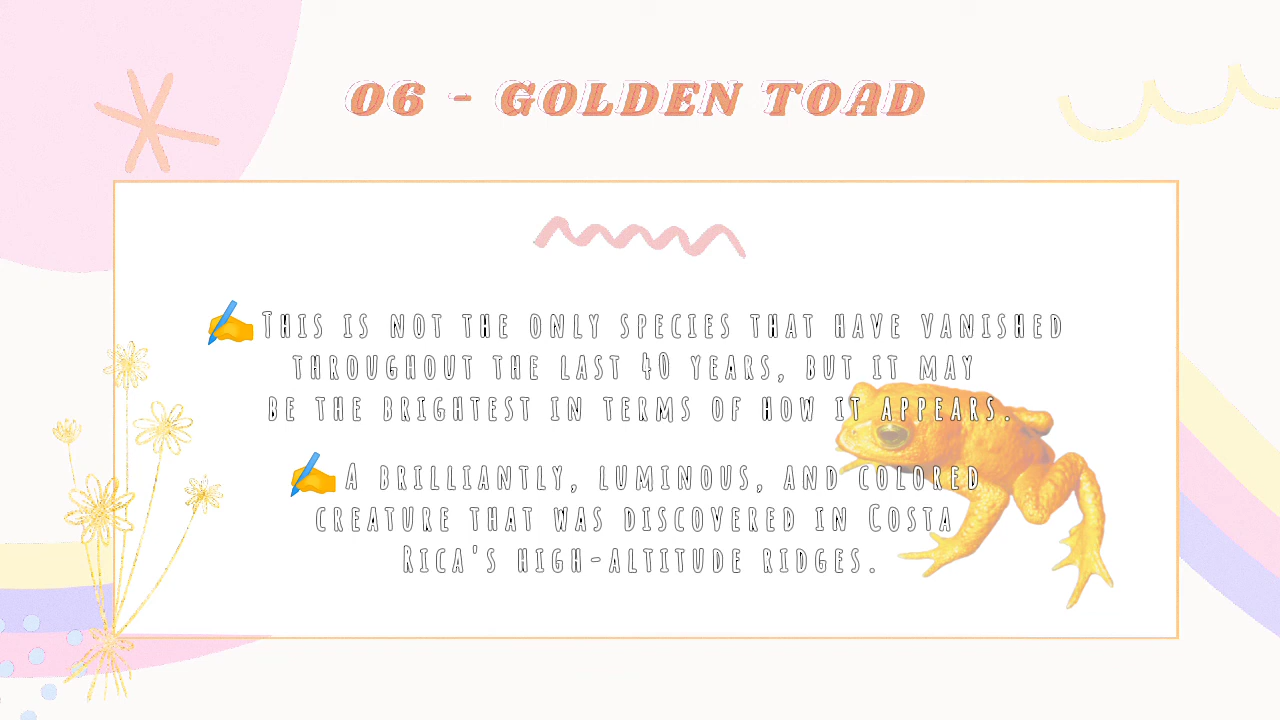 06 - GOLDEN TOAD
✍️This is not the only species that have vanished
throughout the last 40 years, but it may
be the brightest in terms of how it appears.
✍️A brilliantly, luminous, and colored
creature that was discovered in Costa
Rica's high-altitude ridges.